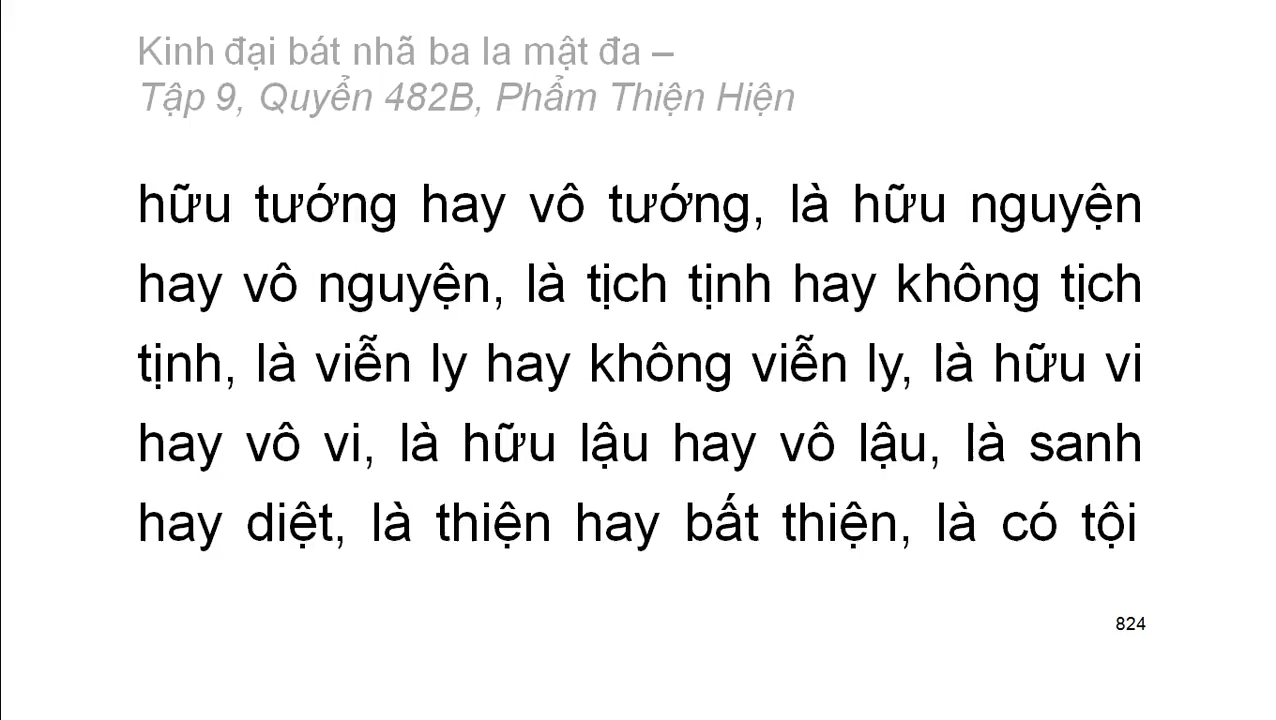 Kinh đại bát nhã ba la mật đa –
Tập 9, Quyển 482B, Phẩm Thiện Hiện
hữu tướng hay vô tướng, là hữu nguyện
hay vô nguyện, là tịch tịnh hay không tịch
tịnh, là viễn ly hay không viễn ly, là hữu vi
hay vô vi, là hữu lậu hay vô lậu, là sanh
hay diệt, là thiện hay bất thiện, là có tội
824